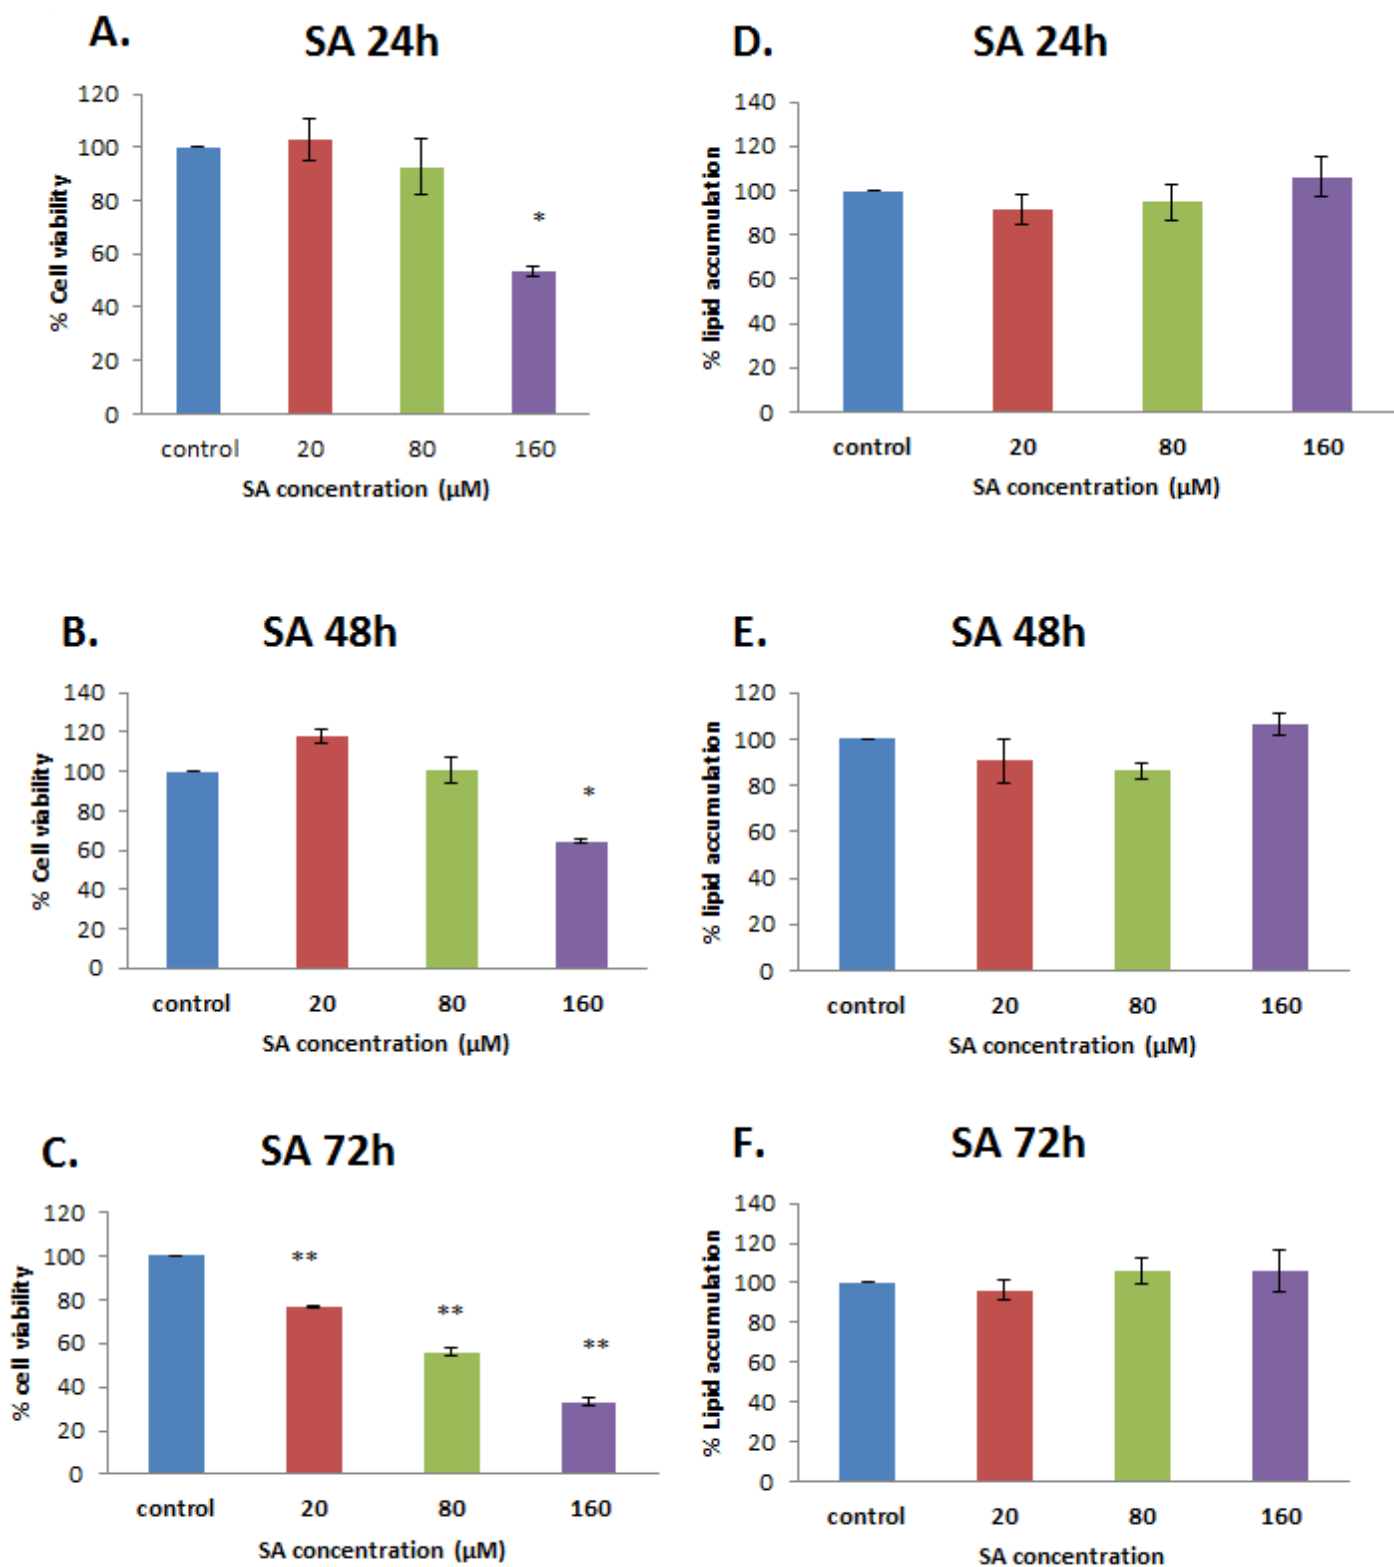 A.
SA 24h
% Cell viability
120
100
80
60
40
20
0
*
control 20 80 160
SA concentration (µM)
D.
SA 24h
% lipid accumulation
140
120
100
80
60
40
20
0
control 20 80 160
SA concentration (µM)
B.
SA 48h
% Cell viability
140
120
100
80
60
40
20
0
*
control 20 80 160
SA concentration (µM)
E.
SA 48h
% lipid accumulation
120
100
80
60
40
20
0
control 20 80 160
SA concentration (µM)
C.
SA 72h
% cell viability
120
100
80
60
40
20
0
**
**
**
control 20 80 160
SA concentration (µM)
F.
SA 72h
% Lipid accumulation
140
120
100
80
60
40
20
0
control 20 80 160
SA concentration